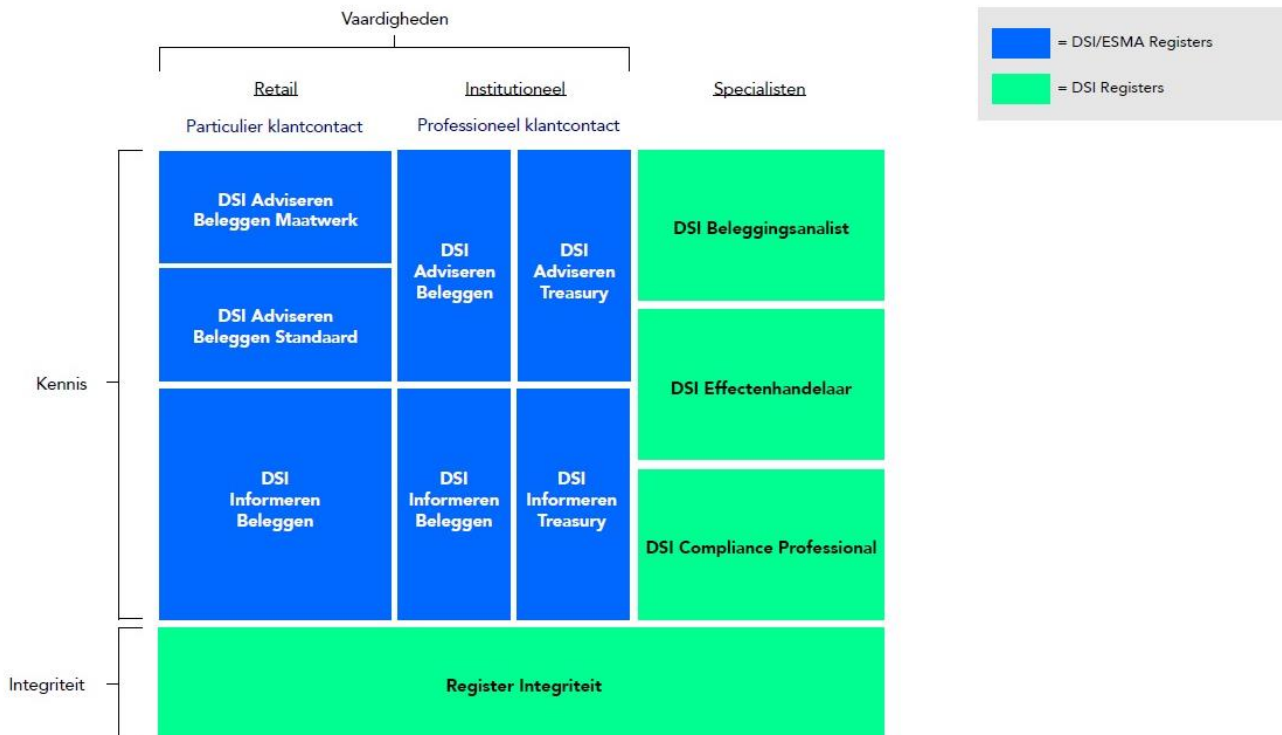 Vaardigheden
= DSI/ESMA Registers
= DSI Registers
Retail
Institutioneel
Specialisten
Particulier klantcontact
Professioneel klantcontact
DSI Adviseren
Beleggen Maatwerk
DSI Adviseren
Beleggen Standaard
DSI
Adviseren
Beleggen
DSI
Adviseren
Treasury
DSI Beleggingsanalist
Kennis
DSI Effectenhandelaar
DSI
Informeren
Beleggen
DSI
Informeren
Beleggen
DSI
Informeren
Treasury
DSI Compliance Professional
Integriteit
Register Integriteit